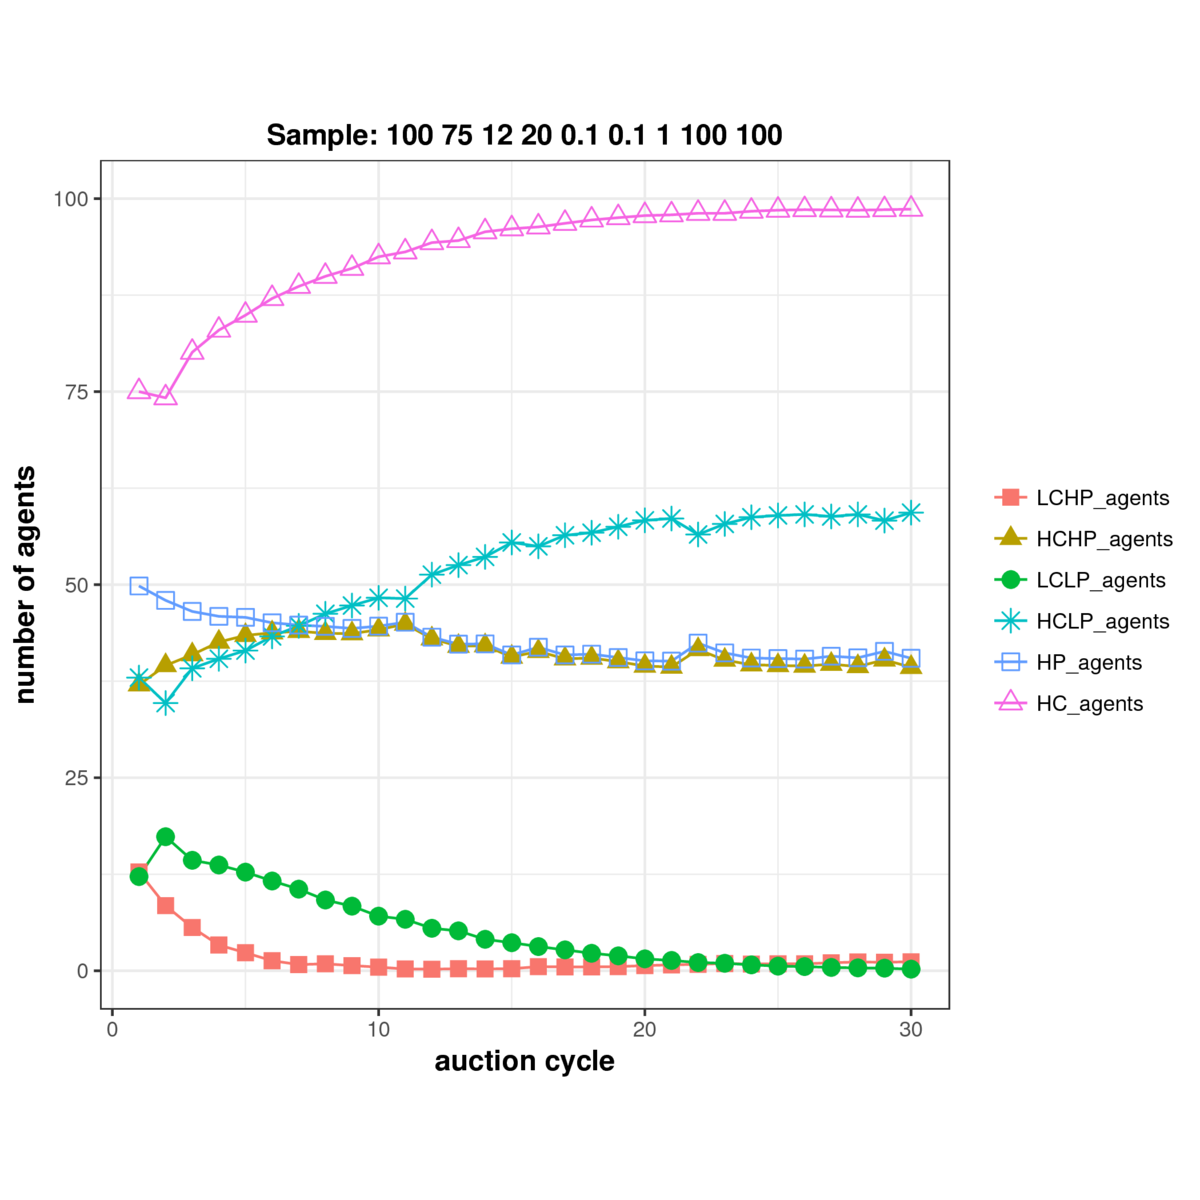 Sample: 100 75 12 20 0.1 0.1 1 100 100
number of agents
100
75
50
25
0
0 10 20 30
auction cycle
LCHP_agents
HCHP_agents
LCLP_agents
HCLP_agents
HP_agents
HC_agents